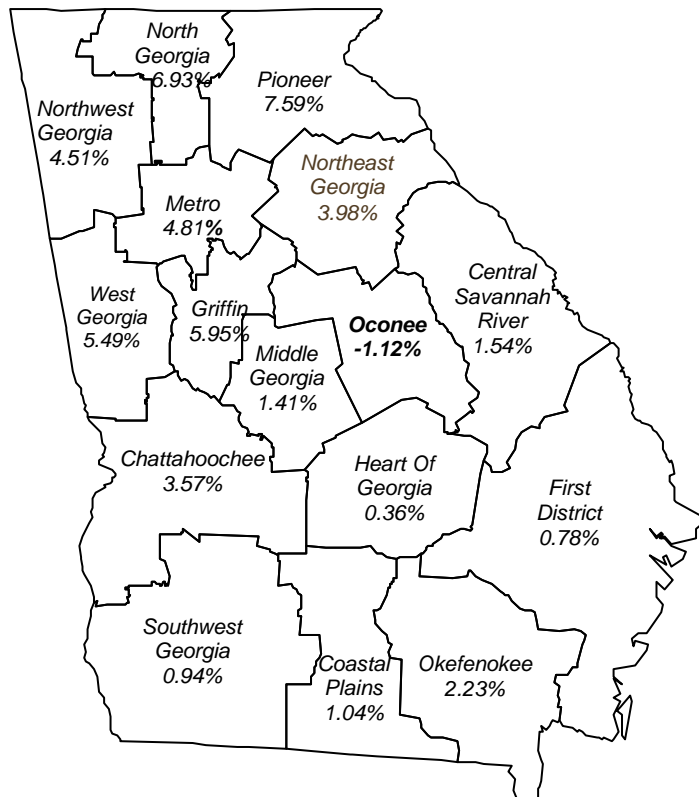 North
Georgia
6.93%
Pioneer
7.59%
Northwest
Georgia
4.51%
Northeast
Georgia
3.98%
Metro
4.81%
Central
Savannah
River
1.54%
West
Georgia
5.49%
Griffin
5.95%
Oconee
-1.12%
Middle
Georgia
1.41%
Chattahoochee
3.57%
Heart Of
Georgia
0.36%
First
District
0.78%
Southwest
Georgia
0.94%
Coastal
Plains
1.04%
Okefenokee
2.23%